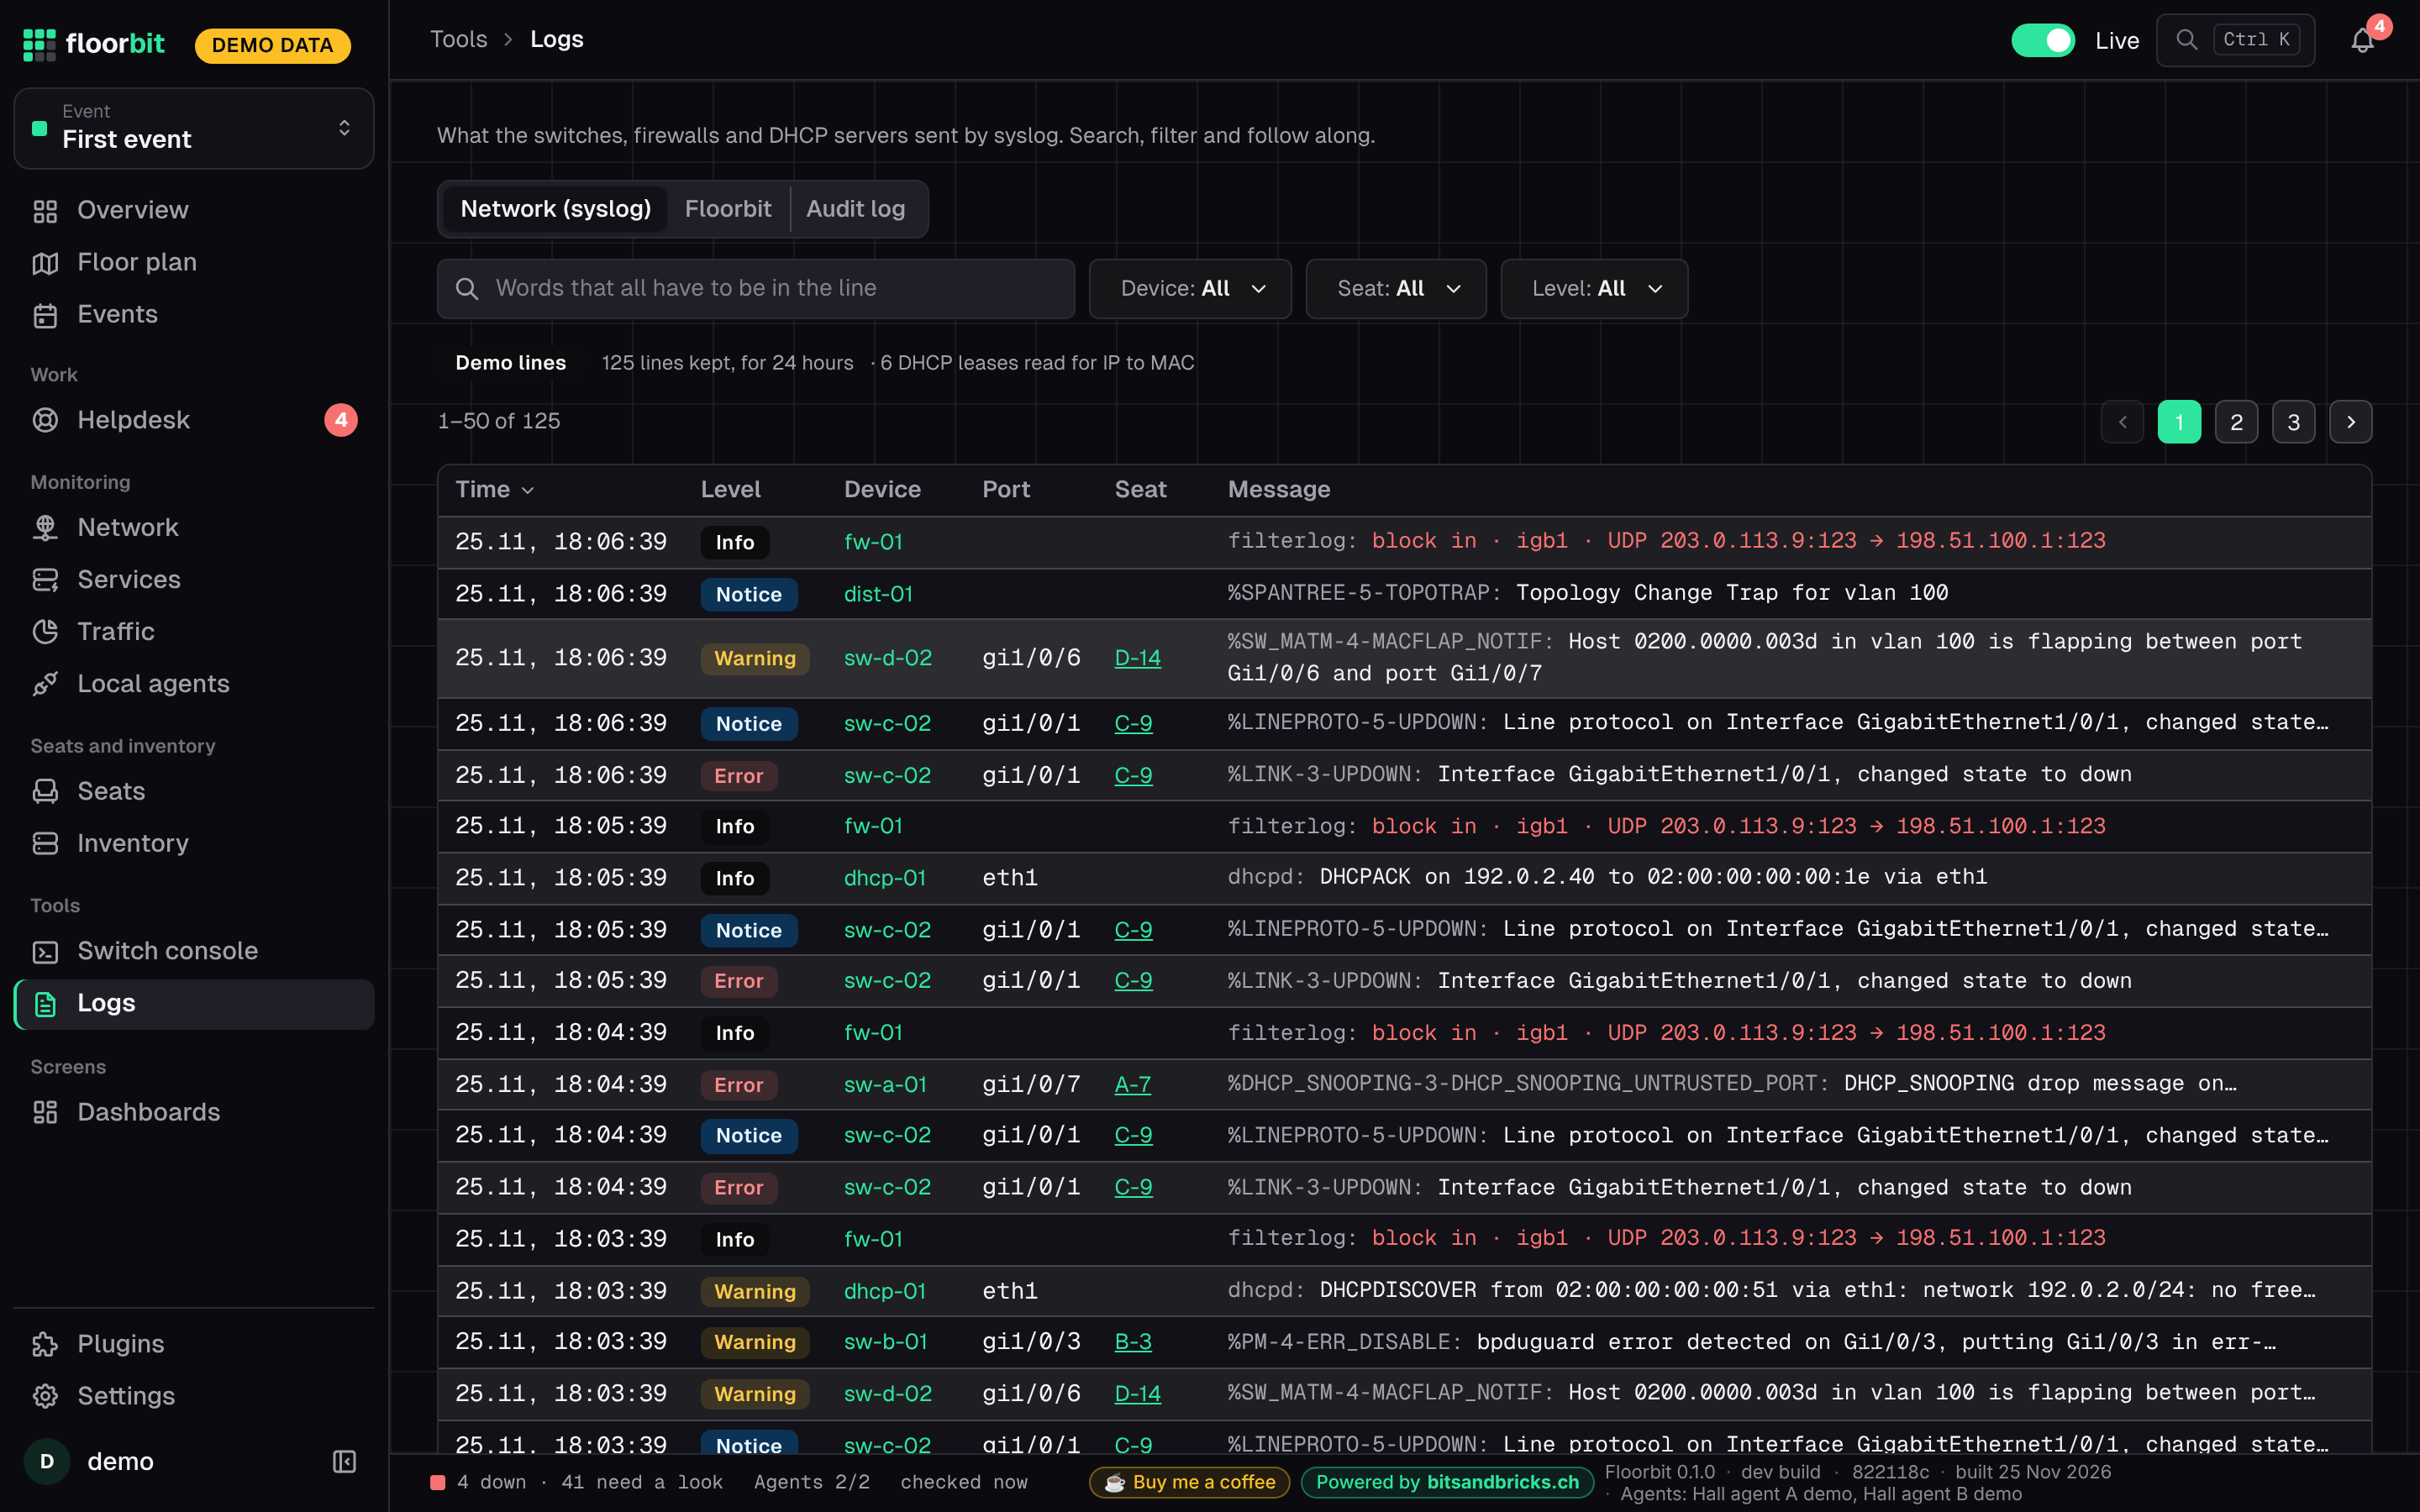 floorbit DEMO DATA
Event
First event
Overview
Floor plan
Events
Work
Helpdesk 4
Monitoring
Network
Services
Traffic
Local agents
Seats and inventory
Seats
Inventory
Tools
Switch console
Logs
Screens
Dashboards
Plugins
Settings
D demo
Tools > Logs
Live Ctrl K 4
What the switches, firewalls and DHCP servers sent by syslog. Search, filter and follow along.
Network (syslog) Floorbit Audit log
Words that all have to be in the line Device: All Seat: All Level: All
Demo lines 125 lines kept, for 24 hours · 6 DHCP leases read for IP to MAC
1–50 of 125 1 2 3
Time Level Device Port Seat Message
25.11, 18:06:39 Info fw-01 filterlog: block in · igb1 · UDP 203.0.113.9:123 → 198.51.100.1:123
25.11, 18:06:39 Notice dist-01 %SPANTREE-5-TOPOTRAP: Topology Change Trap for vlan 100
25.11, 18:06:39 Warning sw-d-02 gi1/0/6 D-14 %SW_MATM-4-MACFLAP_NOTIF: Host 0200.0000.003d in vlan 100 is flapping between port
Gi1/0/6 and port Gi1/0/7
25.11, 18:06:39 Notice sw-c-02 gi1/0/1 C-9 %LINEPROTO-5-UPDOWN: Line protocol on Interface GigabitEthernet1/0/1, changed state…
25.11, 18:06:39 Error sw-c-02 gi1/0/1 C-9 %LINK-3-UPDOWN: Interface GigabitEthernet1/0/1, changed state to down
25.11, 18:05:39 Info fw-01 filterlog: block in · igb1 · UDP 203.0.113.9:123 → 198.51.100.1:123
25.11, 18:05:39 Info dhcp-01 eth1 dhcpd: DHCPACK on 192.0.2.40 to 02:00:00:00:00:1e via eth1
25.11, 18:05:39 Notice sw-c-02 gi1/0/1 C-9 %LINEPROTO-5-UPDOWN: Line protocol on Interface GigabitEthernet1/0/1, changed state…
25.11, 18:05:39 Error sw-c-02 gi1/0/1 C-9 %LINK-3-UPDOWN: Interface GigabitEthernet1/0/1, changed state to down
25.11, 18:04:39 Info fw-01 filterlog: block in · igb1 · UDP 203.0.113.9:123 → 198.51.100.1:123
25.11, 18:04:39 Error sw-a-01 gi1/0/7 A-7 %DHCP_SNOOPING-3-DHCP_SNOOPING_UNTRUSTED_PORT: DHCP_SNOOPING drop message on…
25.11, 18:04:39 Notice sw-c-02 gi1/0/1 C-9 %LINEPROTO-5-UPDOWN: Line protocol on Interface GigabitEthernet1/0/1, changed state…
25.11, 18:04:39 Error sw-c-02 gi1/0/1 C-9 %LINK-3-UPDOWN: Interface GigabitEthernet1/0/1, changed state to down
25.11, 18:03:39 Info fw-01 filterlog: block in · igb1 · UDP 203.0.113.9:123 → 198.51.100.1:123
25.11, 18:03:39 Warning dhcp-01 eth1 dhcpd: DHCPDISCOVER from 02:00:00:00:00:51 via eth1: network 192.0.2.0/24: no free…
25.11, 18:03:39 Warning sw-b-01 gi1/0/3 B-3 %PM-4-ERR_DISABLE: bpduguard error detected on Gi1/0/3, putting Gi1/0/3 in err-…
25.11, 18:03:39 Warning sw-d-02 gi1/0/6 D-14 %SW_MATM-4-MACFLAP_NOTIF: Host 0200.0000.003d in vlan 100 is flapping between port…
25.11, 18:03:39 Notice sw-c-02 gi1/0/1 C-9 %LINEPROTO-5-UPDOWN: Line protocol on Interface GigabitEthernet1/0/1, changed state…
4 down · 41 need a look Agents 2/2 checked now Buy me a coffee Powered by bitsandbricks.ch Floorbit 0.1.0 · dev build · 822118c · built 25 Nov 2026
· Agents: Hall agent A demo, Hall agent B demo